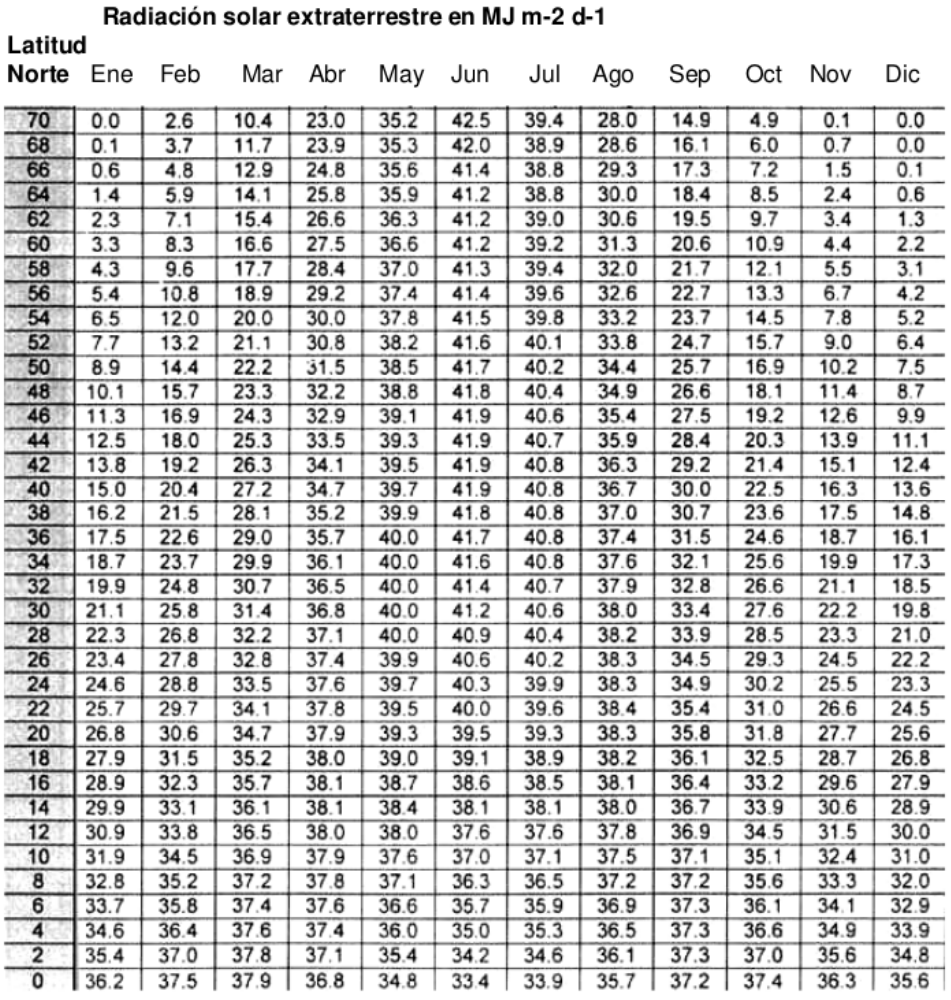 Radiación solar extraterrestre en MJ m-2 d-1
Latitud
Norte Ene Feb Mar Abr May Jun Jul Ago Sep Oct Nov Dic
70 0.0 2.6 10.4 23.0 35.2 42.5 39.4 28.0 14.9 4.9 0.1 0.0
68 0.1 3.7 11.7 23.9 35.3 42.0 38.9 28.6 16.1 6.0 0.7 0.0
66 0.6 4.8 12.9 24.8 35.6 41.4 38.8 29.3 17.3 7.2 1.5 0.1
64 1.4 5.9 14.1 25.8 35.9 41.2 38.8 30.0 18.4 8.5 2.4 0.6
62 2.3 7.1 15.4 26.6 36.3 41.2 39.0 30.6 19.5 9.7 3.4 1.3
60 3.3 8.3 16.6 27.5 36.6 41.2 39.2 31.3 20.6 10.9 4.4 2.2
58 4.3 9.6 17.7 28.4 37.0 41.3 39.4 32.0 21.7 12.1 5.5 3.1
56 5.4 10.8 18.9 29.2 37.4 41.4 39.6 32.6 22.7 13.3 6.7 4.2
54 6.5 12.0 20.0 30.0 37.8 41.5 39.8 33.2 23.7 14.5 7.8 5.2
52 7.7 13.2 21.1 30.8 38.2 41.6 40.1 33.8 24.7 15.7 9.0 6.4
50 8.9 14.4 22.2 31.5 38.5 41.7 40.2 34.4 25.7 16.9 10.2 7.5
48 10.1 15.7 23.3 32.2 38.8 41.8 40.4 34.9 26.6 18.1 11.4 8.7
46 11.3 16.9 24.3 32.9 39.1 41.9 40.6 35.4 27.5 19.2 12.6 9.9
44 12.5 18.0 25.3 33.5 39.3 41.9 40.7 35.9 28.4 20.3 13.9 11.1
42 13.8 19.2 26.3 34.1 39.5 41.9 40.8 36.3 29.2 21.4 15.1 12.4
40 15.0 20.4 27.2 34.7 39.7 41.9 40.8 36.7 30.0 22.5 16.3 13.6
38 16.2 21.5 28.1 35.2 39.9 41.8 40.8 37.0 30.7 23.6 17.5 14.8
36 17.5 22.6 29.0 35.7 40.0 41.7 40.8 37.4 31.5 24.6 18.7 16.1
34 18.7 23.7 29.9 36.1 40.0 41.6 40.8 37.6 32.1 25.6 19.9 17.3
32 19.9 24.8 30.7 36.5 40.0 41.4 40.7 37.9 32.8 26.6 21.1 18.5
30 21.1 25.8 31.4 36.8 40.0 41.2 40.6 38.0 33.4 27.6 22.2 19.8
28 22.3 26.8 32.2 37.1 40.0 40.9 40.4 38.2 33.9 28.5 23.3 21.0
26 23.4 27.8 32.8 37.4 39.9 40.6 40.2 38.3 34.5 29.3 24.5 22.2
24 24.6 28.8 33.5 37.6 39.7 40.3 39.9 38.3 34.9 30.2 25.5 23.3
22 25.7 29.7 34.1 37.8 39.5 40.0 39.6 38.4 35.4 31.0 26.6 24.5
20 26.8 30.6 34.7 37.9 39.3 39.5 39.3 38.3 35.8 31.8 27.7 25.6
18 27.9 31.5 35.2 38.0 39.0 39.1 38.9 38.2 36.1 32.5 28.7 26.8
16 28.9 32.3 35.7 38.1 38.7 38.6 38.5 38.1 36.4 33.2 29.6 27.9
14 29.9 33.1 36.1 38.1 38.4 38.1 38.1 38.0 36.7 33.9 30.6 28.9
12 30.9 33.8 36.5 38.0 38.0 37.6 37.6 37.8 36.9 34.5 31.5 30.0
10 31.9 34.5 36.9 37.9 37.6 37.0 37.1 37.5 37.1 35.1 32.4 31.0
8 32.8 35.2 37.2 37.8 37.1 36.3 36.5 37.2 37.2 35.6 33.3 32.0
6 33.7 35.8 37.4 37.6 36.6 35.7 35.9 36.9 37.3 36.1 34.1 32.9
4 34.6 36.4 37.6 37.4 36.0 35.0 35.3 36.5 37.3 36.6 34.9 33.9
2 35.4 37.0 37.8 37.1 35.4 34.2 34.6 36.1 37.3 37.0 35.6 34.8
0 36.2 37.5 37.9 36.8 34.8 33.4 33.9 35.7 37.2 37.4 36.3 35.6